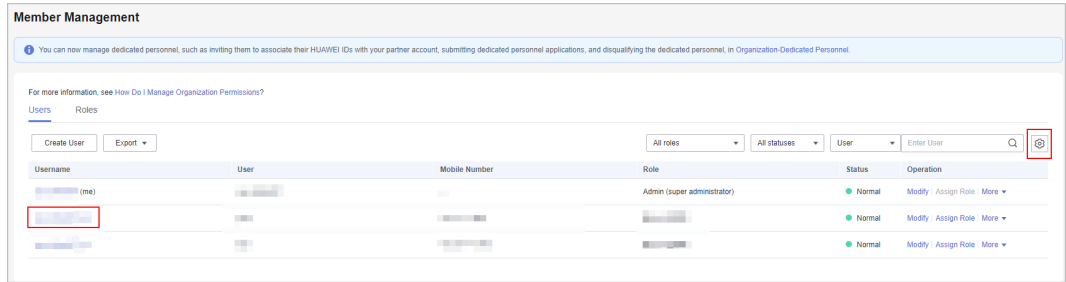 Member Management
You can now manage dedicated personnel, such as inviting them to associate their HUAWEI IDs with your partner account, submitting dedicated personnel applications, and disqualifying the dedicated personnel, in Organization-Dedicated Personnel.
For more information, see How Do I Manage Organization Permissions?
Users Roles
Create User Export All roles All statuses User Enter User
Username User Mobile Number Role Status Operation
(me) Admin (super administrator) Normal Modify Assign Role More
Normal Modify Assign Role More
Normal Modify Assign Role More